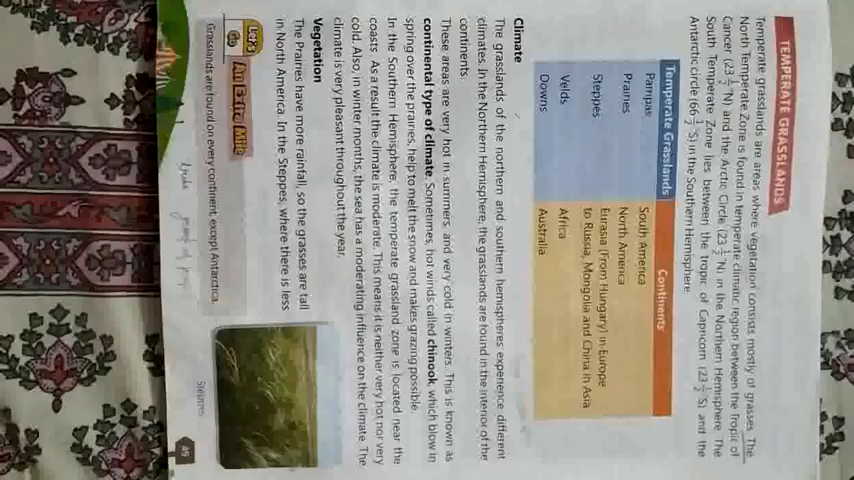 TEMPERATE GRASSLANDS
Temperate grasslands are areas where vegetation consists mostly of grasses. The
North Temperate Zone is found in temperate climatic region between the Tropic of
Cancer (23 1/2 °N) and the Arctic Circle (23 1/2 °N) in the Northern Hemisphere. The
South Temperate Zone lies between the tropic of Capricorn (23 1/2 °S) and the
Antarctic circle (66 1/2 °S) in the Southern Hemisphere.
Temperate Grasslands Continents
Pampas South America
Prairies North America
Steppes Eurasia (From Hungary) in Europe
to Russia, Mongolia and China in Asia
Velds Africa
Downs Australia
Climate
The grasslands of the northern and southern hemispheres experience different
climates. In the Northern Hemisphere, the grasslands are found in the interior of the
continents.
These areas are very hot in summers, and very cold in winters. This is known as
continental type of climate. Sometimes, hot winds called chinook, which blow in
spring over the prairies, help to melt the snow and makes grazing possible.
In the Southern Hemisphere, the temperate grassland zone is located near the
coasts. As a result the climate is moderate. This means it is neither very hot nor very
cold. Also, in winter months, the sea has a moderating influence on the climate. The
climate is very pleasant throughout the year.
Vegetation
The Prairies have more rainfall, so the grasses are tall
in North America. In the Steppes, where there is less
Let's Go An Extra Mile
Grasslands are found on every continent, except Antarctica.
Steppes
49